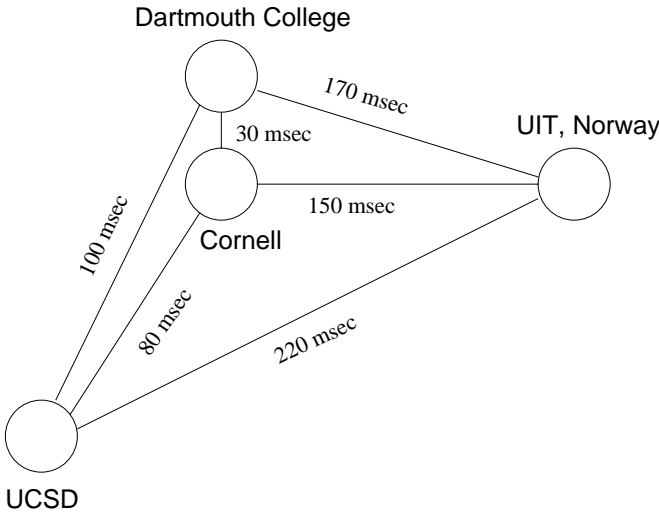 Dartmouth College
170 msec
UIT, Norway
30 msec
150 msec
Cornell
100 msec
80 msec
220 msec
UCSD